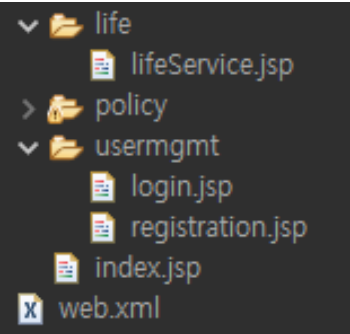 life
lifeService.jsp
policy
usermgmt
login.jsp
registration.jsp
index.jsp
web.xml